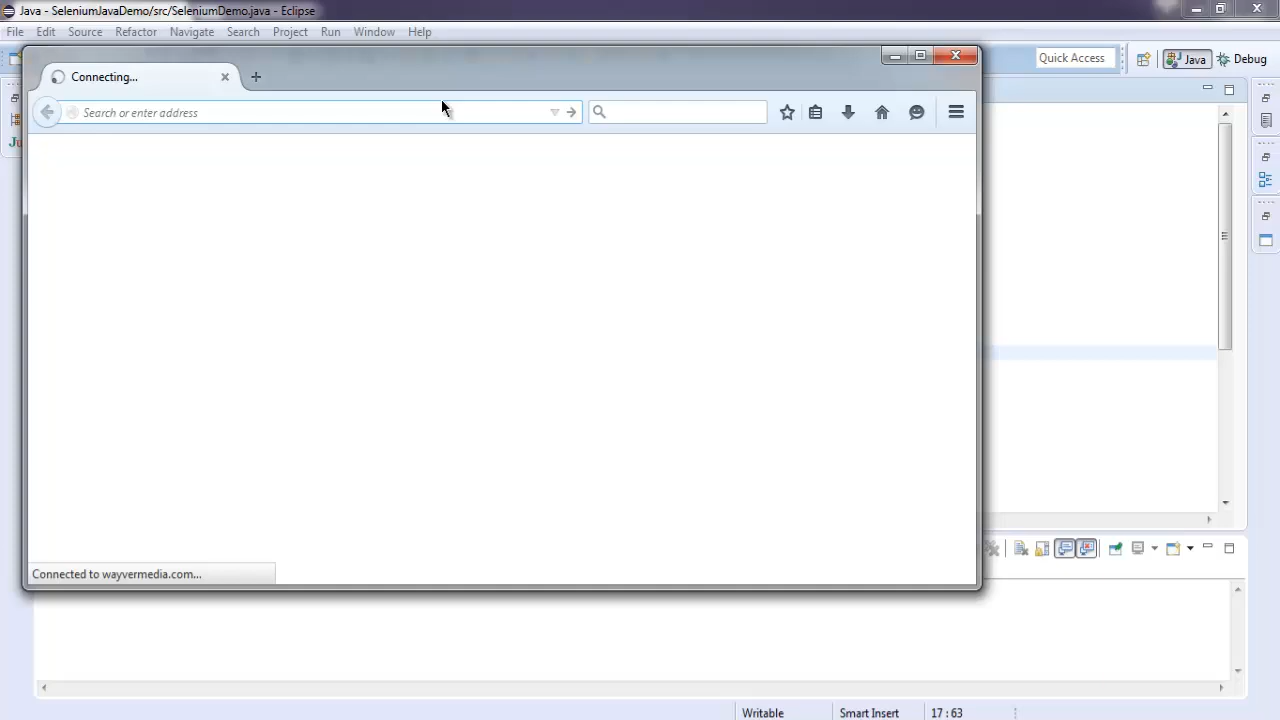 Java - SeleniumJavaDemo/src/SeleniumDemo.java - Eclipse
File Edit Source Refactor Navigate Search Project Run Window Help
Quick Access Java Debug
Connecting...
Search or enter address
Connected to wayvermedia.com...
Writable Smart Insert 17 : 63